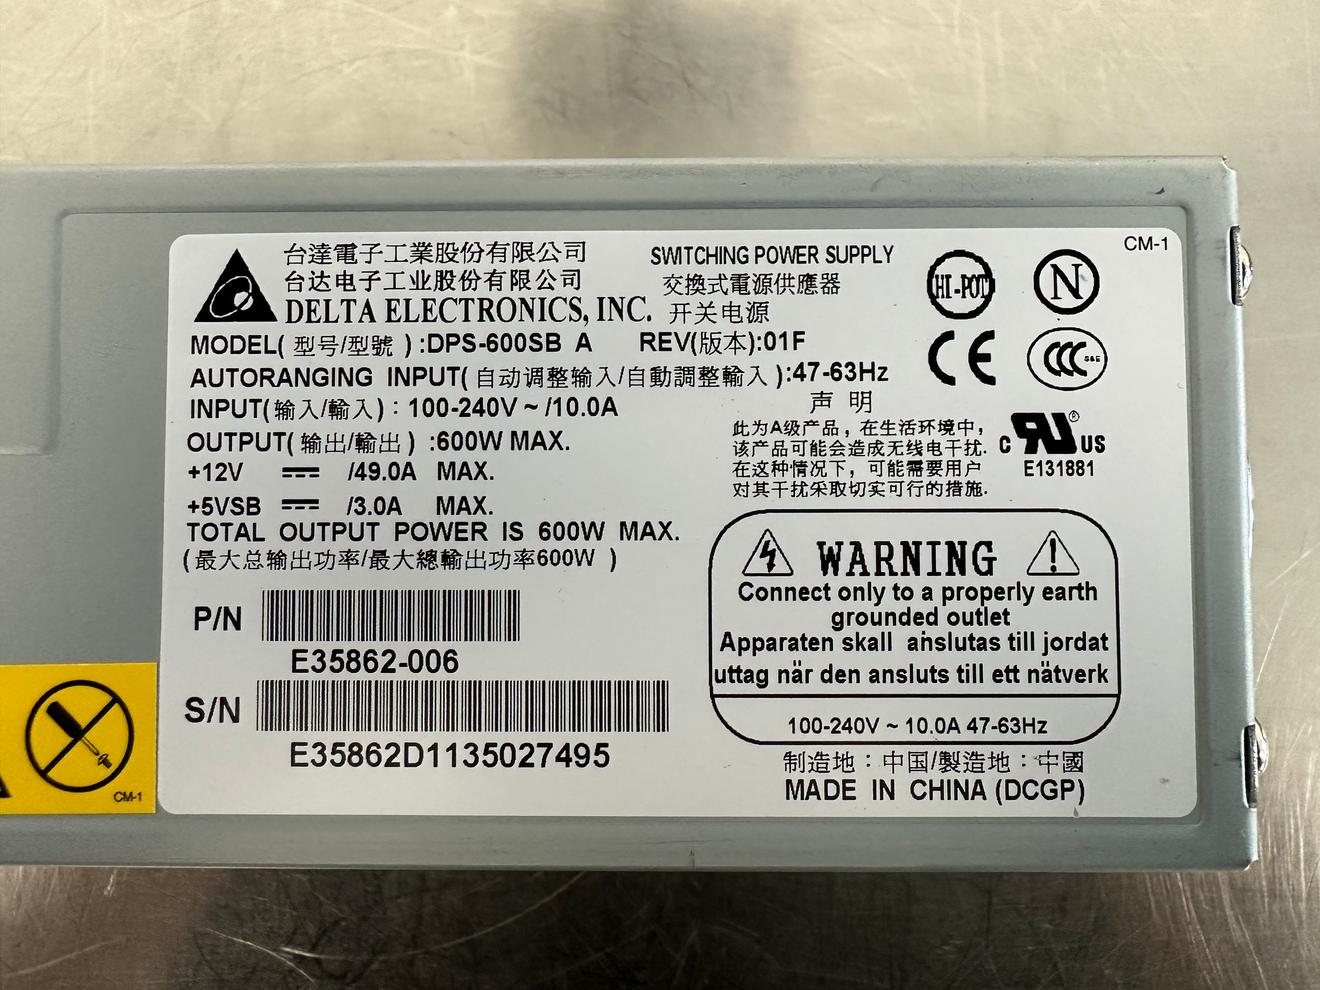 台達電子工業股份有限公司
台达电子工业股份有限公司
DELTA ELECTRONICS, INC.
SWITCHING POWER SUPPLY
交換式電源供應器
开关电源
HI-POT
N
CM-1
MODEL( 型号/型號 ) :DPS-600SB A REV(版本):01F
AUTORANGING INPUT( 自动调整输入/自動調整輸入 ):47-63Hz
INPUT(输入/輸入) : 100-240V ~ /10.0A
OUTPUT( 输出/輸出 ) :600W MAX.
+12V ⎓ /49.0A MAX.
+5VSB ⎓ /3.0A MAX.
TOTAL OUTPUT POWER IS 600W MAX.
(最大总输出功率/最大總輸出功率600W )
CE
CCC S&E
声 明
此为A级产品，在生活环境中，
该产品可能会造成无线电干扰.
在这种情况下，可能需要用户
对其干扰采取切实可行的措施.
C RU ® US
E131881
P/N
E35862-006
S/N
E35862D1135027495
WARNING
Connect only to a properly earth
grounded outlet
Apparaten skall anslutas till jordat
uttag när den ansluts till ett nätverk
100-240V ~ 10.0A 47-63Hz
制造地：中国/製造地：中國
MADE IN CHINA (DCGP)
CM-1